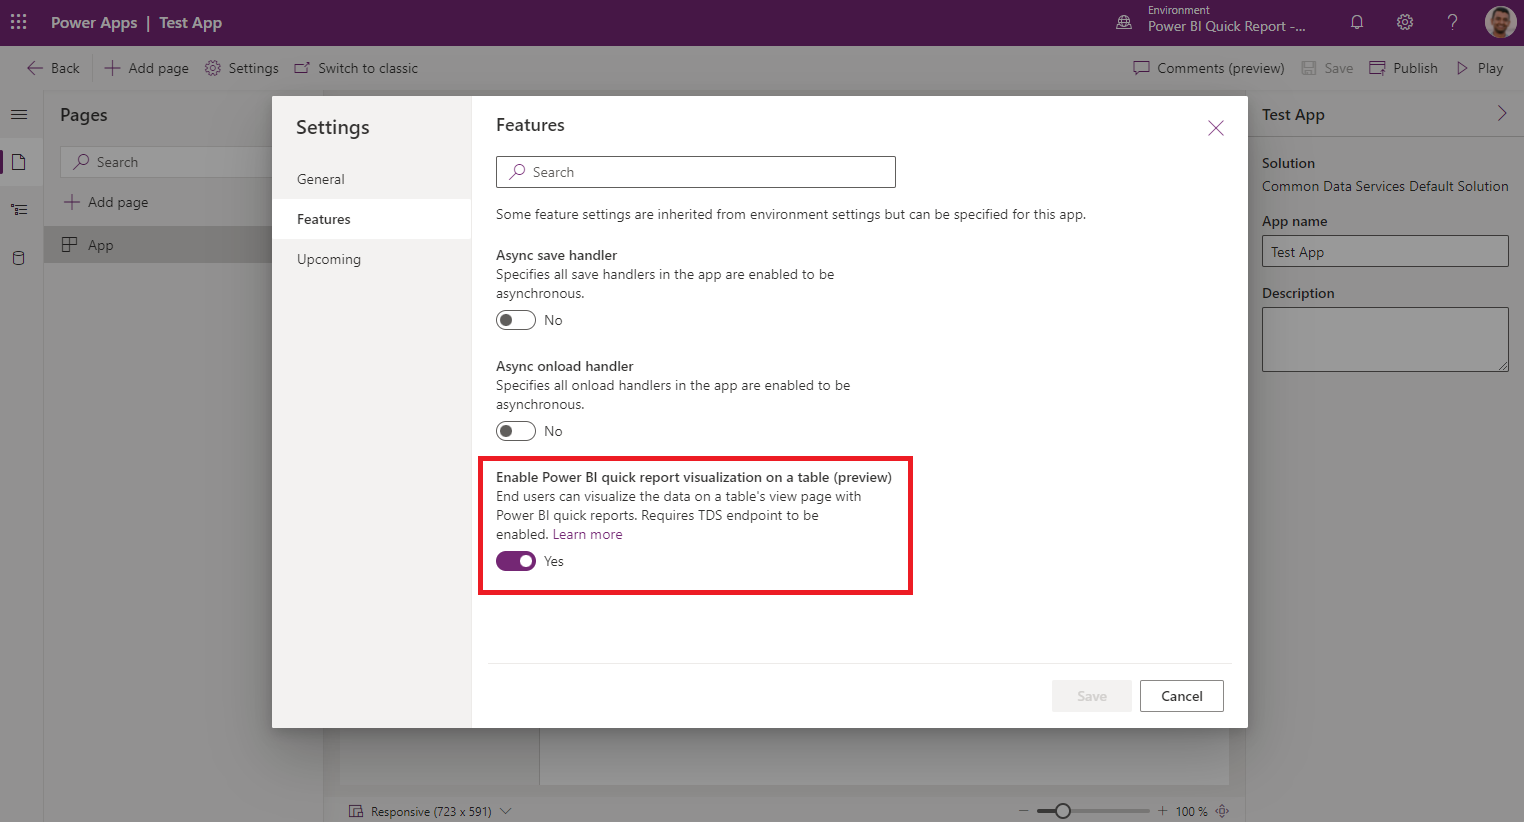 Power Apps | Test App
Environment
Power BI Quick Report -...
Back
Add page
Settings
Switch to classic
Comments (preview)
Save
Publish
Play
Pages
Search
Add page
App
Settings
General
Features
Upcoming
Features
Search
Some feature settings are inherited from environment settings but can be specified for this app.
Async save handler
Specifies all save handlers in the app are enabled to be
asynchronous.
No
Async onload handler
Specifies all onload handlers in the app are enabled to be
asynchronous.
No
Enable Power BI quick report visualization on a table (preview)
End users can visualize the data on a table's view page with
Power BI quick reports. Requires TDS endpoint to be
enabled. Learn more
Yes
Save
Cancel
Test App
Solution
Common Data Services Default Solution
App name
Test App
Description
Responsive (723 x 591)
100 %